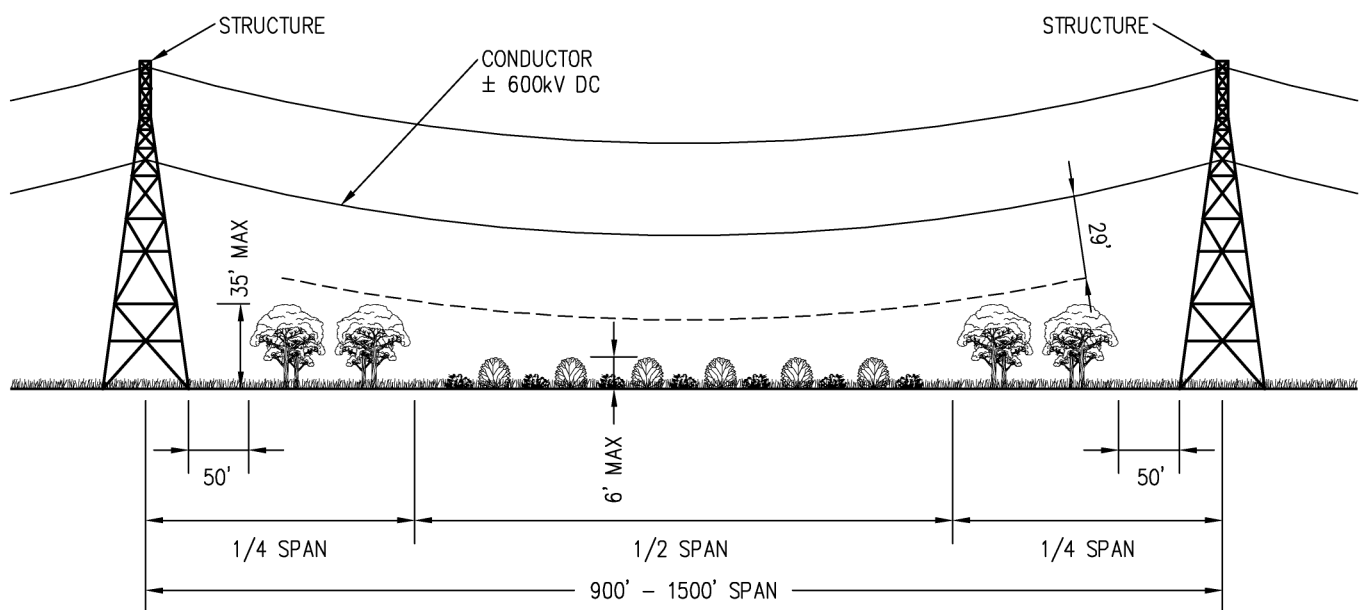 STRUCTURE
STRUCTURE
CONDUCTOR
± 600kV DC
35' MAX
29'
50'
6' MAX
50'
1/4 SPAN
1/2 SPAN
1/4 SPAN
900' - 1500' SPAN